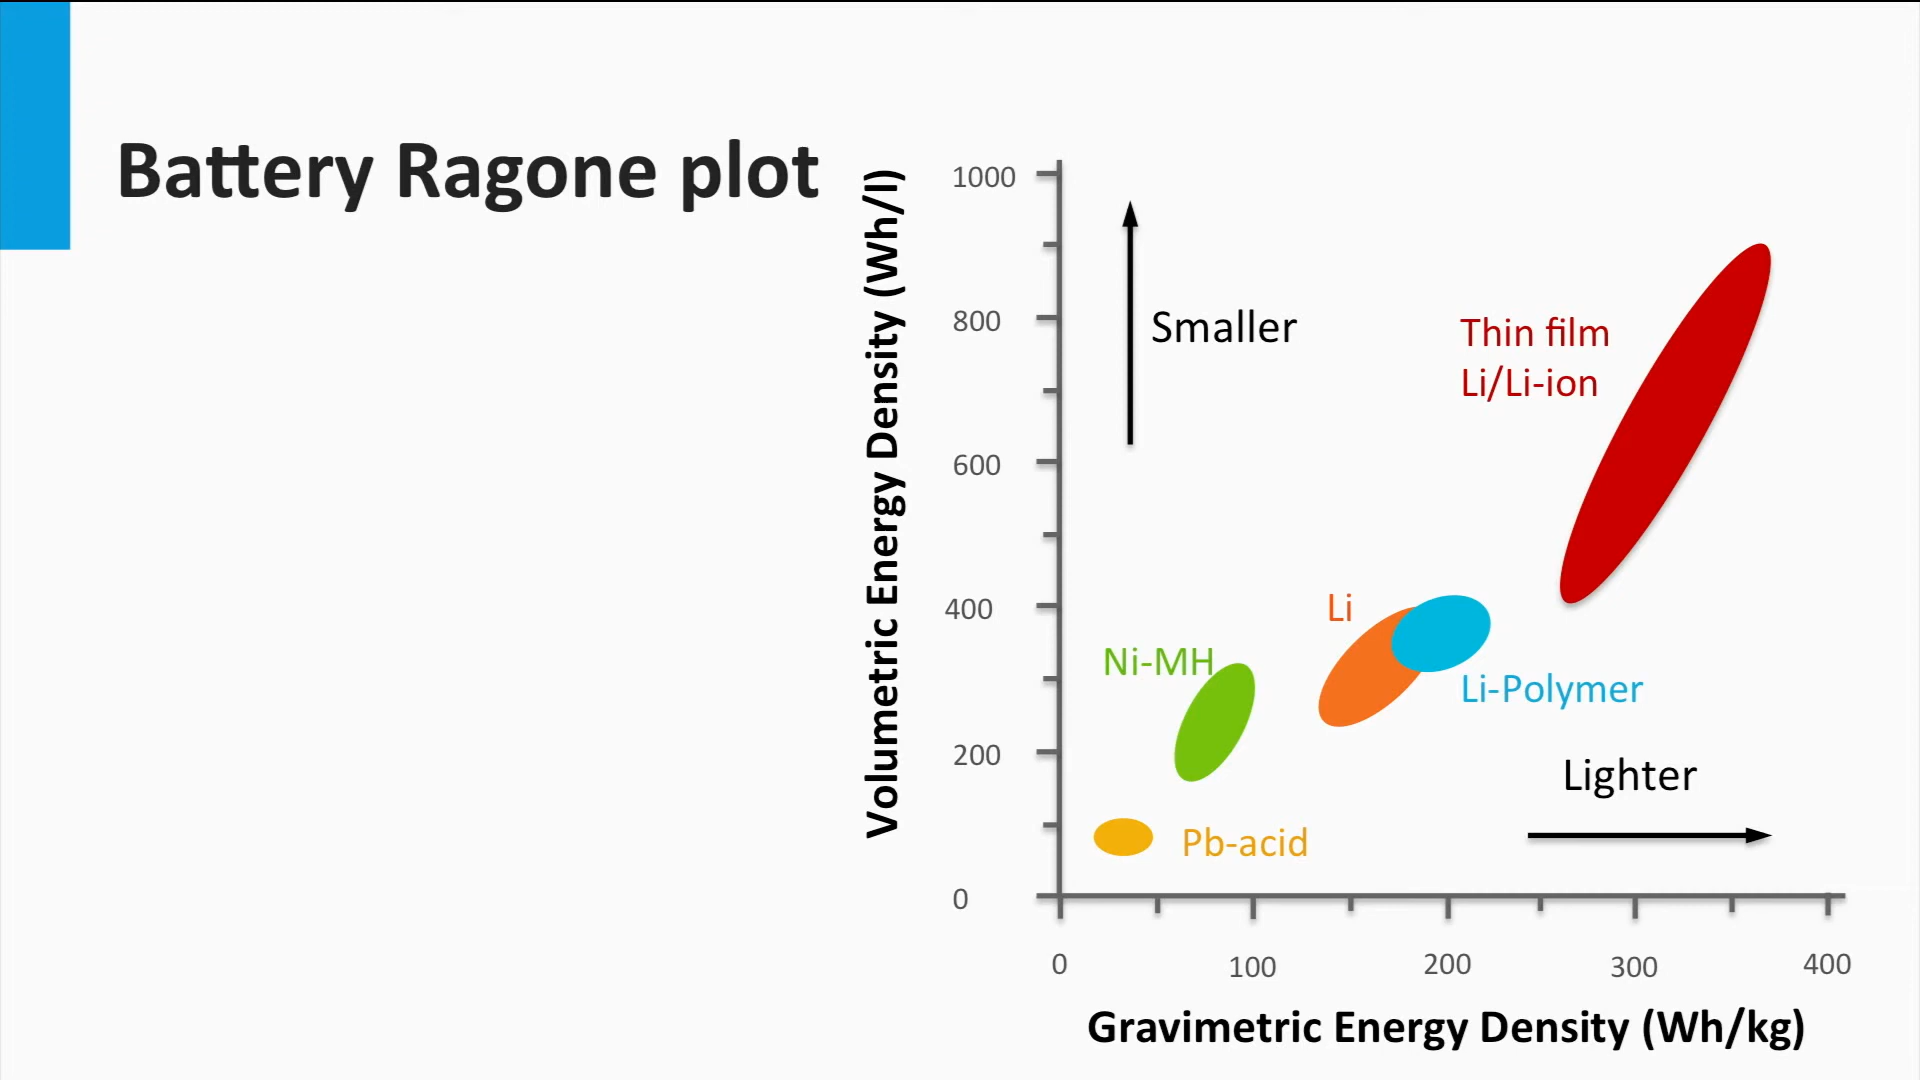 Battery Ragone plot
Volumetric Energy Density (Wh/l)
1000
800
600
400
200
0
Smaller
Thin film
Li/Li-ion
Li
Ni-MH
Li-Polymer
Lighter
Pb-acid
0
100
200
300
400
Gravimetric Energy Density (Wh/kg)